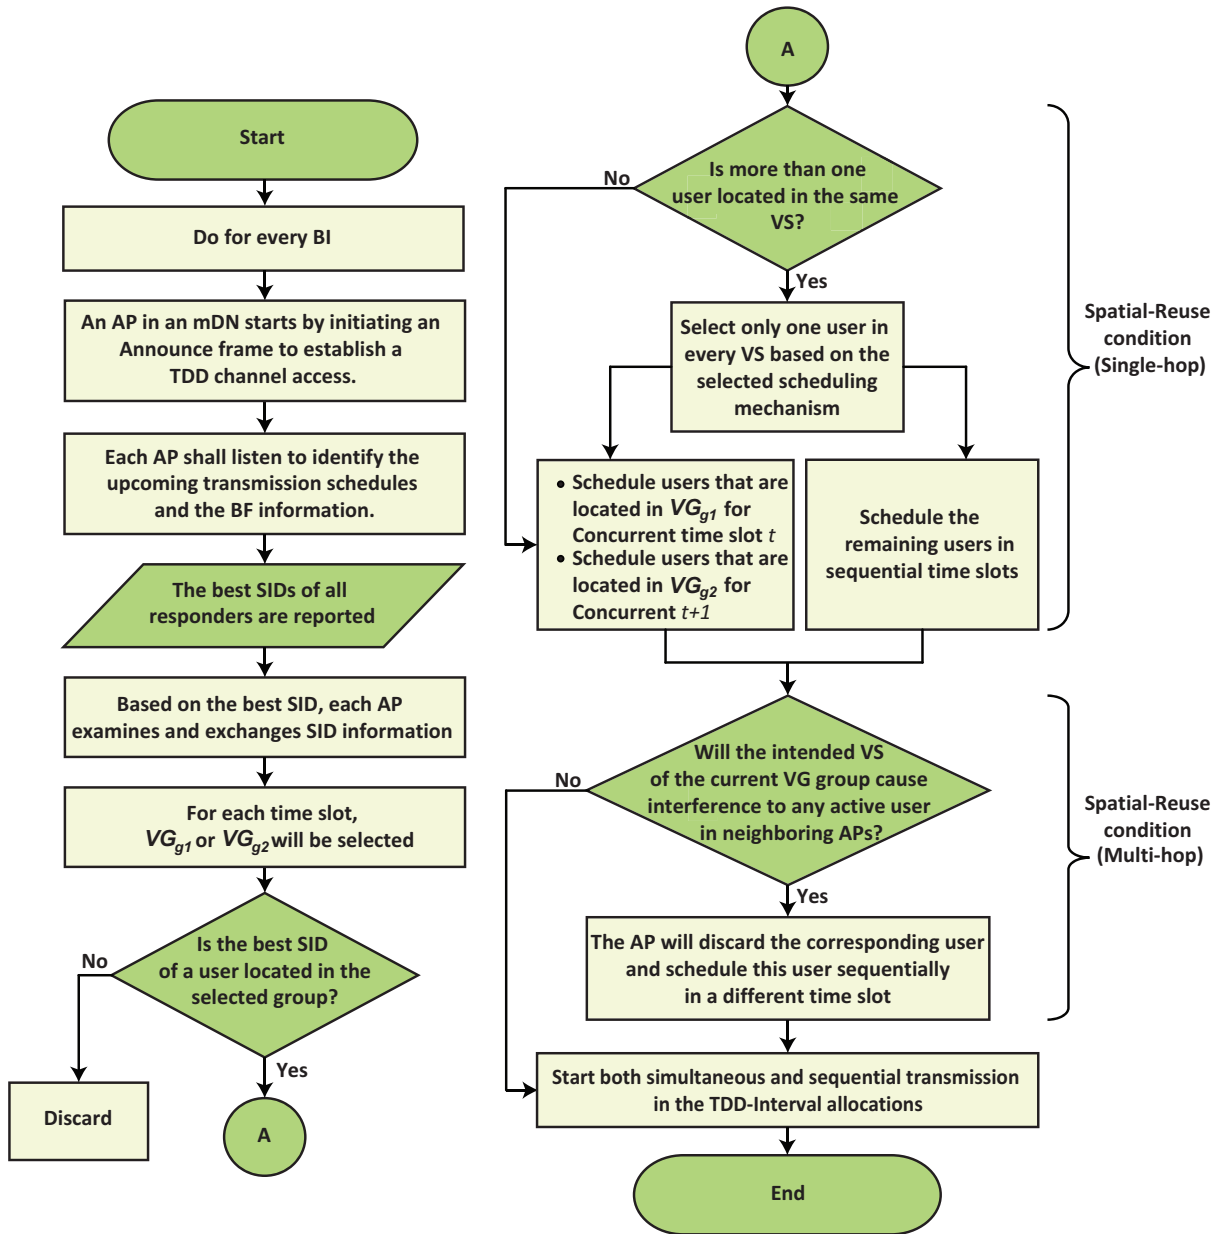 Start
Do for every BI
An AP in an mDN starts by initiating an
Announce frame to establish a
TDD channel access.
Each AP shall listen to identify the
upcoming transmission schedules
and the BF information.
The best SIDs of all
responders are reported
Based on the best SID, each AP
examines and exchanges SID information
For each time slot,
VG_g1 or VG_g2 will be selected
Is the best SID
of a user located in the
selected group?
No
Yes
Discard
A
A
Is more than one
user located in the same
VS?
No
Yes
Select only one user in
every VS based on the
selected scheduling
mechanism
• Schedule users that are
located in VG_g1 for
Concurrent time slot t
• Schedule users that are
located in VG_g2 for
Concurrent t+1
Schedule the
remaining users in
sequential time slots
Spatial-Reuse
condition
(Single-hop)
Will the intended VS
of the current VG group cause
interference to any active user
in neighboring APs?
No
Yes
The AP will discard the corresponding user
and schedule this user sequentially
in a different time slot
Spatial-Reuse
condition
(Multi-hop)
Start both simultaneous and sequential transmission
in the TDD-Interval allocations
End